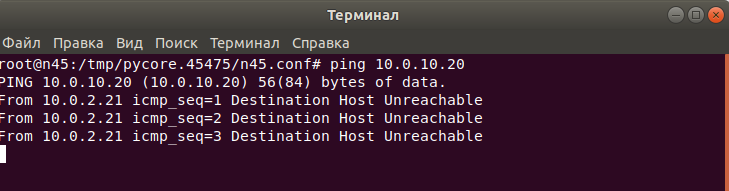 Терминал
Файл Правка Вид Поиск Терминал Справка
root@n45:/tmp/pycore.45475/n45.conf# ping 10.0.10.20
PING 10.0.10.20 (10.0.10.20) 56(84) bytes of data.
From 10.0.2.21 icmp_seq=1 Destination Host Unreachable
From 10.0.2.21 icmp_seq=2 Destination Host Unreachable
From 10.0.2.21 icmp_seq=3 Destination Host Unreachable